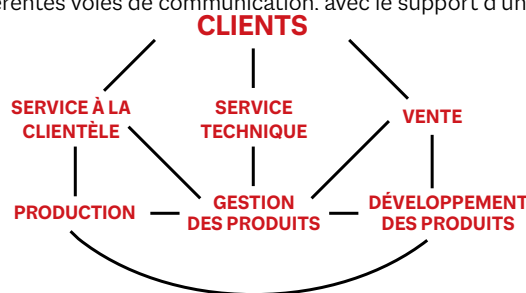 érentes voies de communication. avec le support d'un
CLIENTS
SERVICE À LA
CLIENTÈLE
SERVICE
TECHNIQUE
VENTE
PRODUCTION
GESTION
DES PRODUITS
DÉVELOPPEMENT
DES PRODUITS